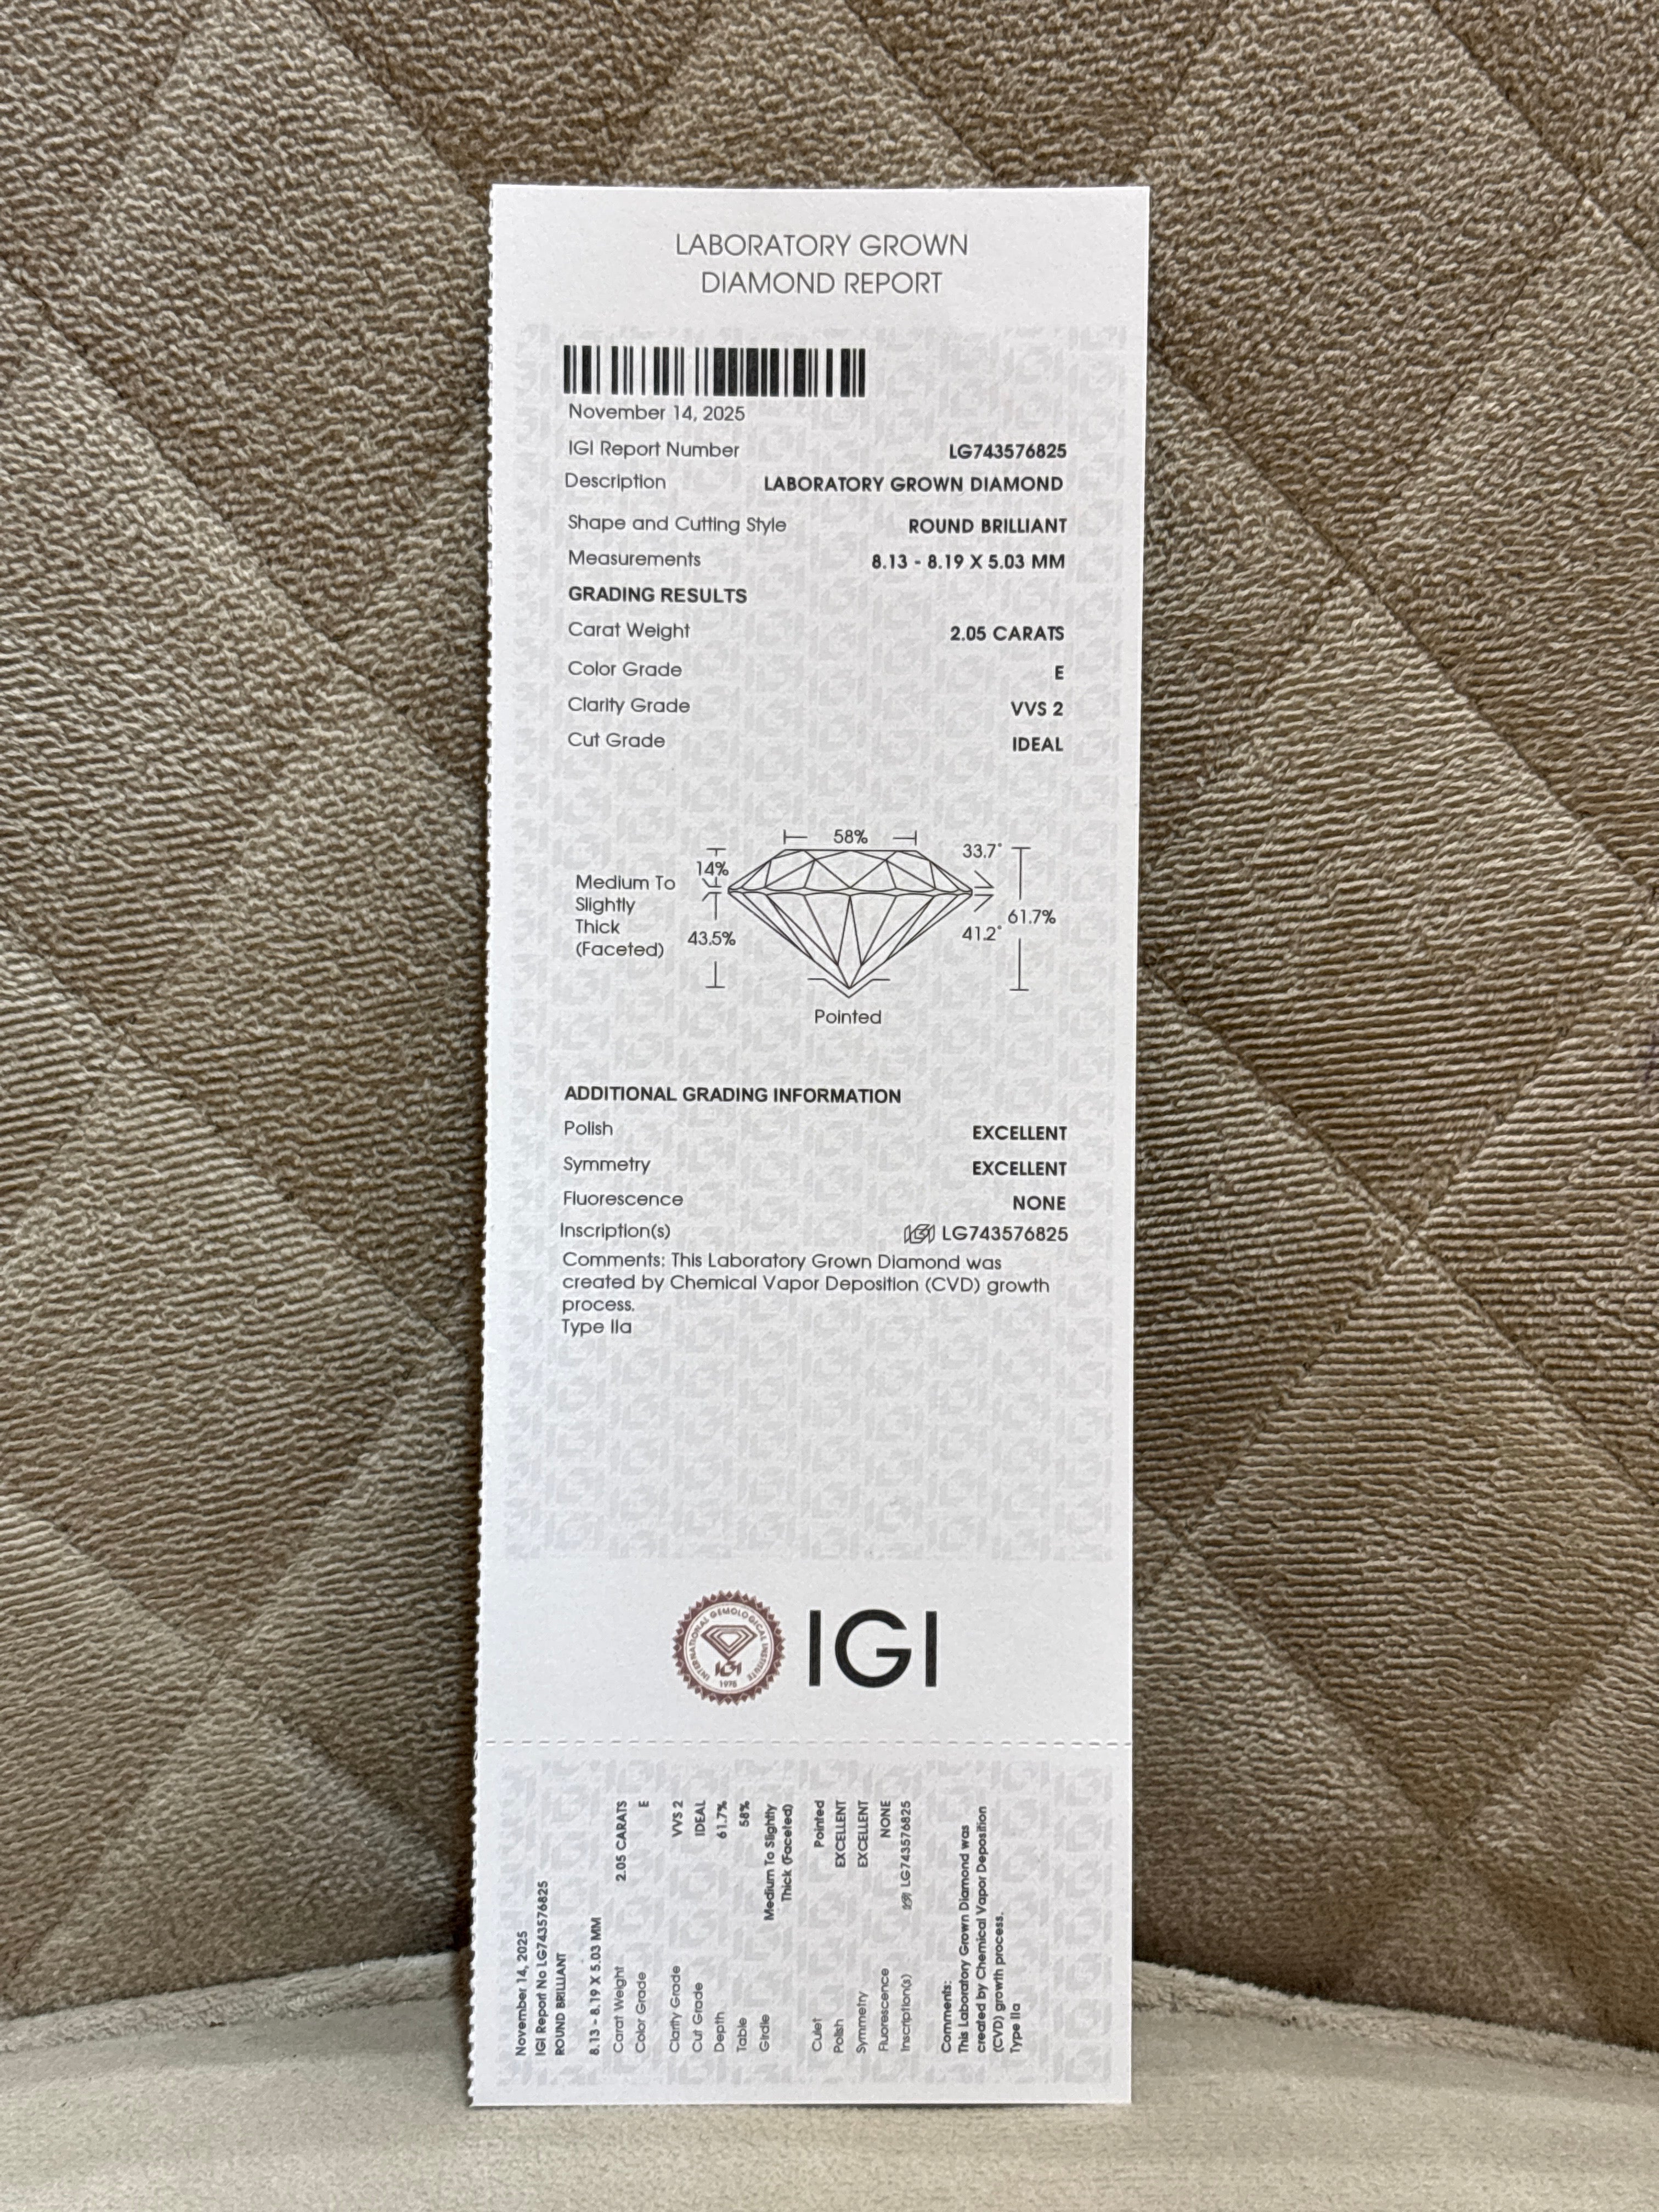 LABORATORY GROWN
DIAMOND REPORT
November 14, 2025
IGI Report Number LG743576825
Description LABORATORY GROWN DIAMOND
Shape and Cutting Style ROUND BRILLIANT
Measurements 8.13 - 8.19 X 5.03 MM
GRADING RESULTS
Carat Weight 2.05 CARATS
Color Grade E
Clarity Grade VVS 2
Cut Grade IDEAL
58%
14%
33.7°
Medium To
Slightly
Thick
(Faceted)
43.5%
41.2°
61.7%
Pointed
ADDITIONAL GRADING INFORMATION
Polish EXCELLENT
Symmetry EXCELLENT
Fluorescence NONE
Inscription(s) IGI LG743576825
Comments: This Laboratory Grown Diamond was
created by Chemical Vapor Deposition (CVD) growth
process.
Type IIa
INTERNATIONAL GEMOLOGICAL INSTITUTE
IGI
1975
IGI
November 14, 2025
IGI Report No LG743576825
ROUND BRILLIANT
8.13 - 8.19 X 5.03 MM
Carat Weight 2.05 CARATS
Color Grade E
Clarity Grade VVS 2
Cut Grade IDEAL
Depth 61.7%
Table 58%
Girdle Medium To Slightly
Thick (Faceted)
Culet Pointed
Polish EXCELLENT
Symmetry EXCELLENT
Fluorescence NONE
Inscription(s) IGI LG743576825
Comments:
This Laboratory Grown Diamond was
created by Chemical Vapor Deposition
(CVD) growth process.
Type IIa